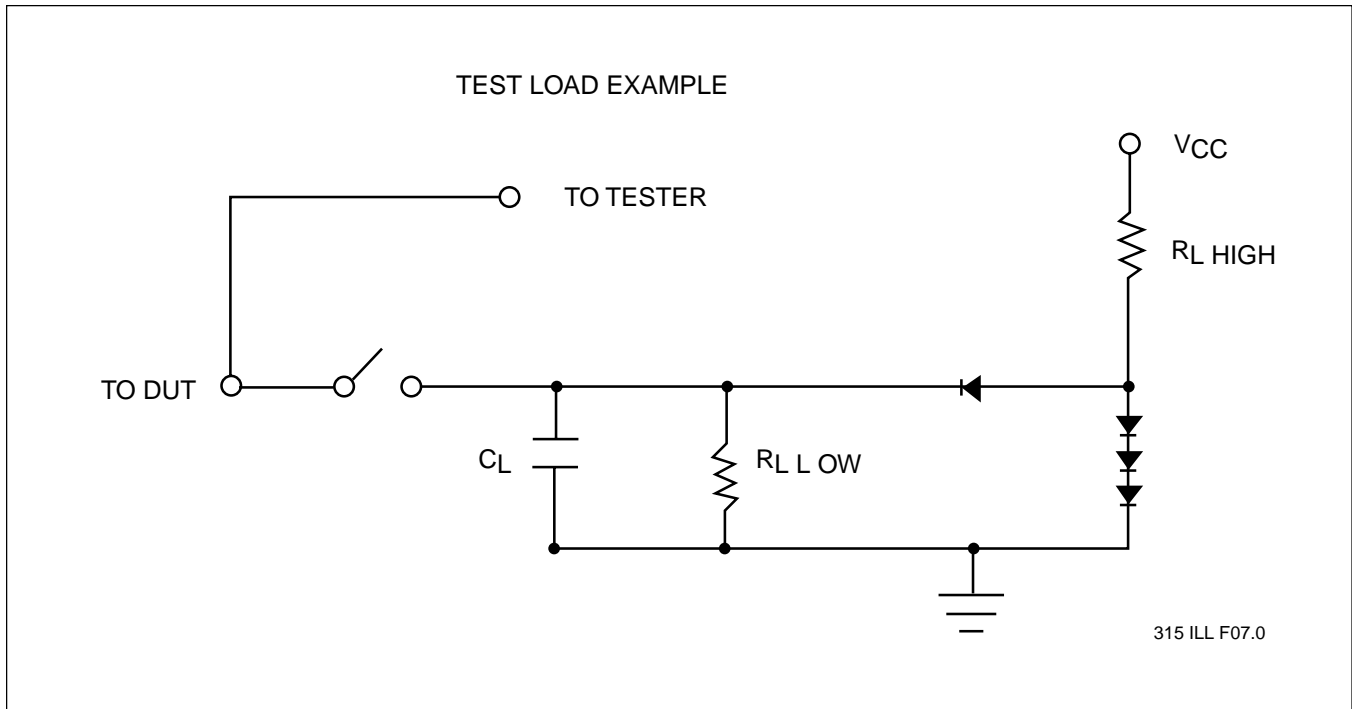 TEST LOAD EXAMPLE
VCC
TO TESTER
RL HIGH
TO DUT
CL
RL L OW
315 ILL F07.0